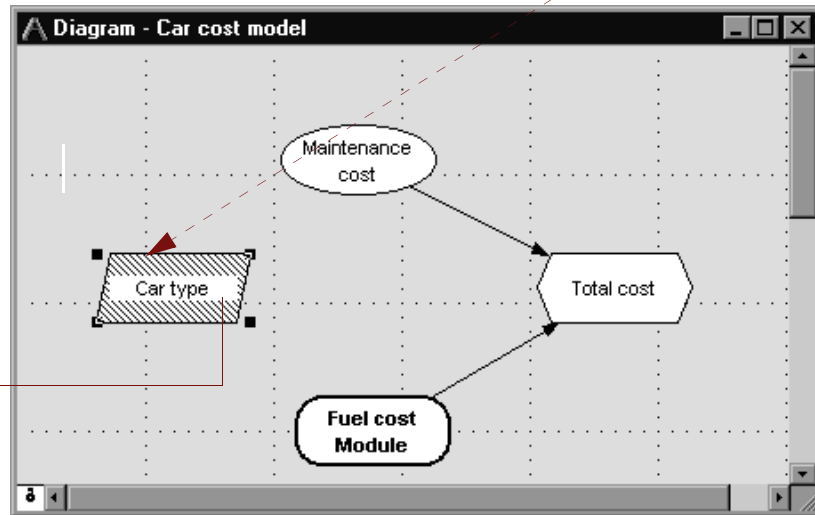 Diagram - Car cost model
Maintenance
cost
Car type
Total cost
Fuel cost
Module